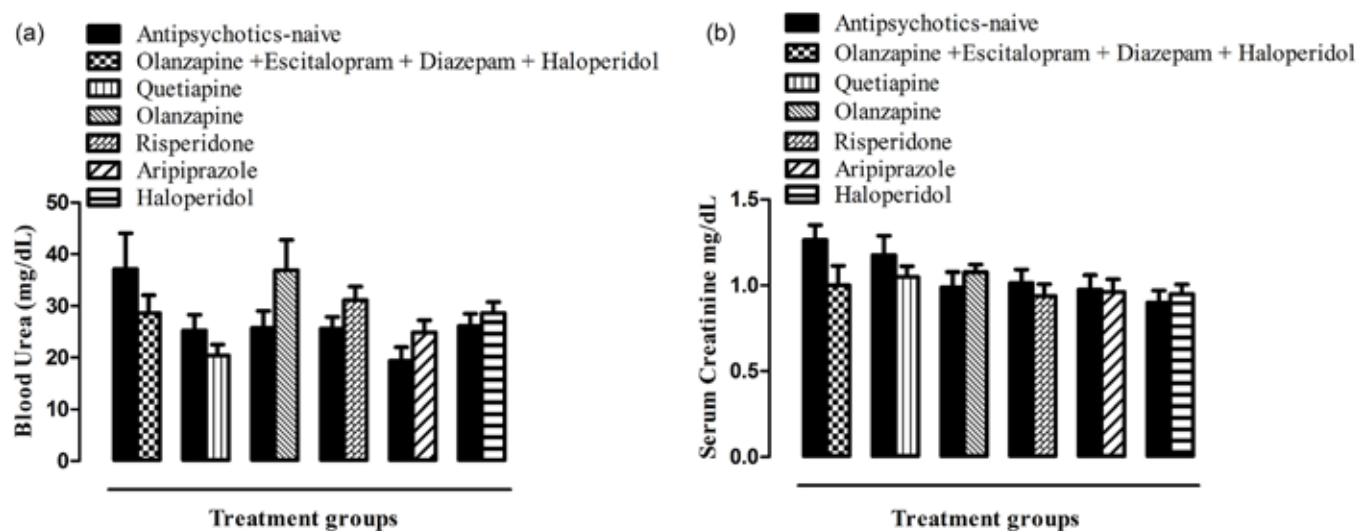 (a)
Antipsychotics-naive
Olanzapine +Escitalopram + Diazepam + Haloperidol
Quetiapine
Olanzapine
Risperidone
Aripiprazole
Haloperidol
Blood Urea (mg/dL)
50
40
30
20
10
0
Treatment groups
(b)
Antipsychotics-naive
Olanzapine +Escitalopram + Diazepam + Haloperidol
Quetiapine
Olanzapine
Risperidone
Aripiprazole
Haloperidol
Serum Creatinine mg/dL
1.5
1.0
0.5
0.0
Treatment groups